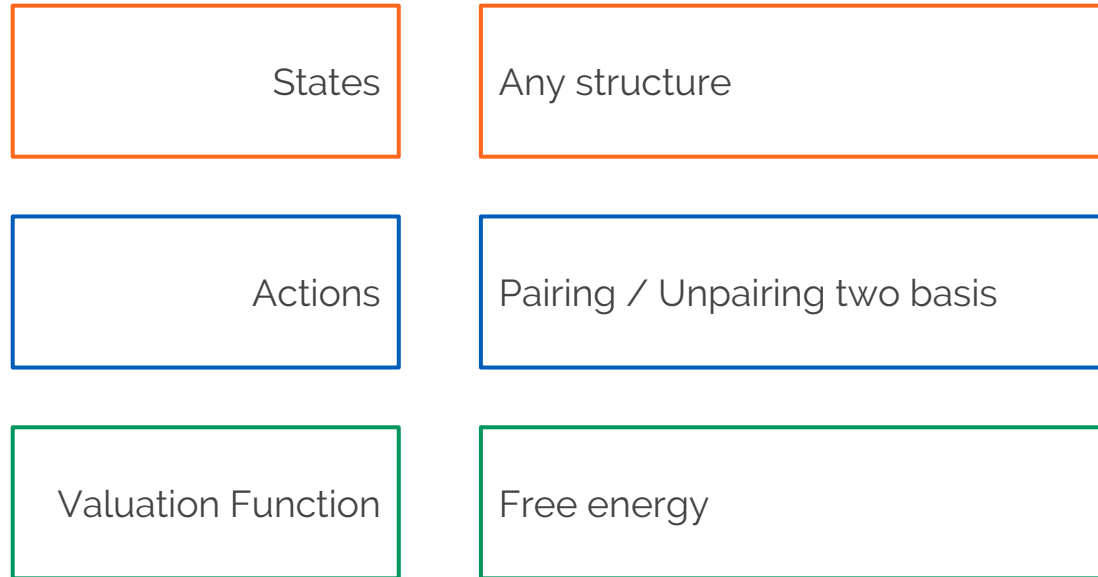 States
Any structure
Actions
Pairing / Unpairing two basis
Valuation Function
Free energy